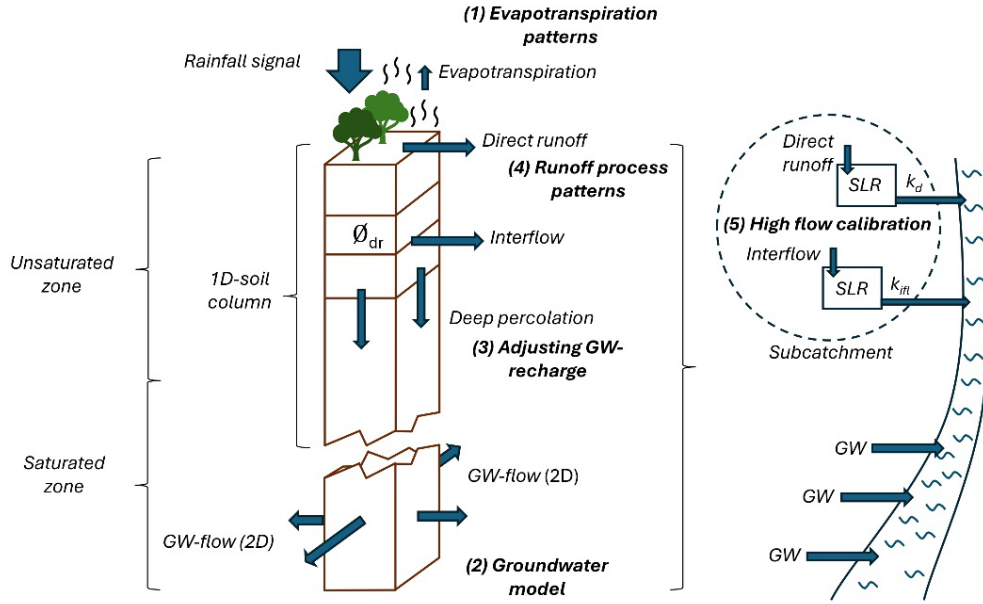 (1) Evapotranspiration
patterns
Rainfall signal
Evapotranspiration
Direct runoff
(4) Runoff process
patterns
Ødr
Interflow
Unsaturated
zone
1D-soil
column
Deep percolation
(3) Adjusting GW-
recharge
Saturated
zone
GW-flow (2D)
GW-flow (2D)
(2) Groundwater
model
Direct
runoff
SLR
kd
(5) High flow calibration
Interflow
SLR
kifl
Subcatchment
GW
GW
GW